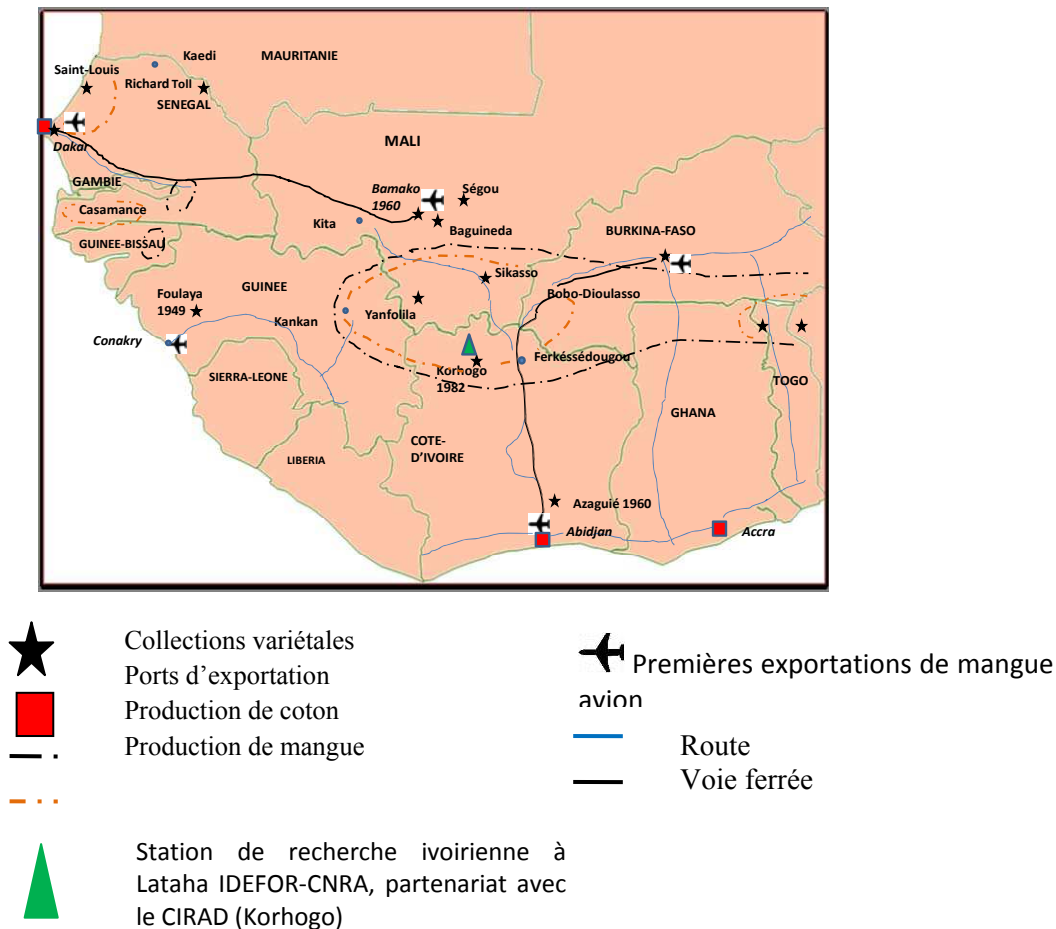 Kaedi
MAURITANIE
Saint-Louis
Richard Toll
SENEGAL
Dakar
MALI
GAMBIE
Bamako
1960
Ségou
Casamance
Kita
Baguineda
BURKINA-FASO
GUINEE-BISSAU
Sikasso
Foulaya
1949
GUINEE
Bobo-Dioulasso
Kankan
Yanfolila
Conakry
Ferkéssédougou
Korhogo
1982
SIERRA-LEONE
TOGO
GHANA
COTE-
D'IVOIRE
LIBERIA
Azaguié 1960
Abidjan
Accra
Collections variétales
Ports d'exportation
Production de coton
Production de mangue
Premières exportations de mangue
avion
Route
Voie ferrée
Station de recherche ivoirienne à
Lataha IDEFOR-CNRA, partenariat avec
le CIRAD (Korhogo)